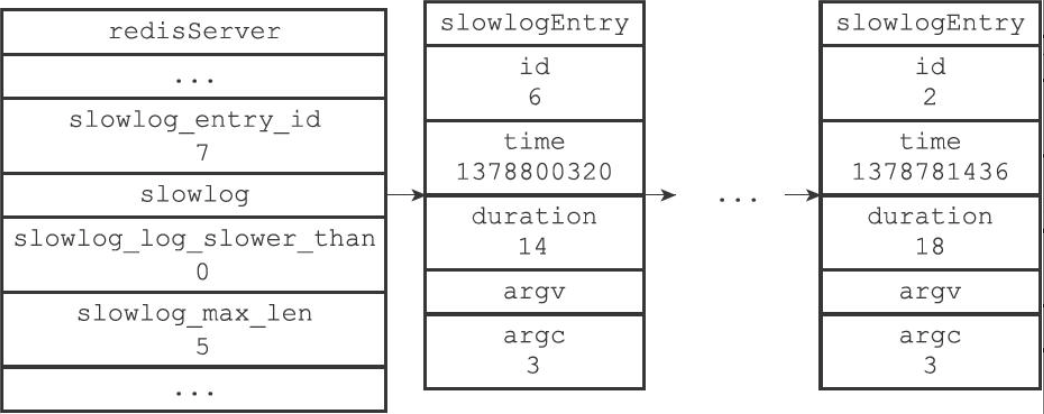 redisServer
...
slowlog_entry_id
7
slowlog
slowlog_log_slower_than
0
slowlog_max_len
5
...
slowlogEntry
id
6
time
1378800320
duration
14
argv
argc
3
...
slowlogEntry
id
2
time
1378781436
duration
18
argv
argc
3